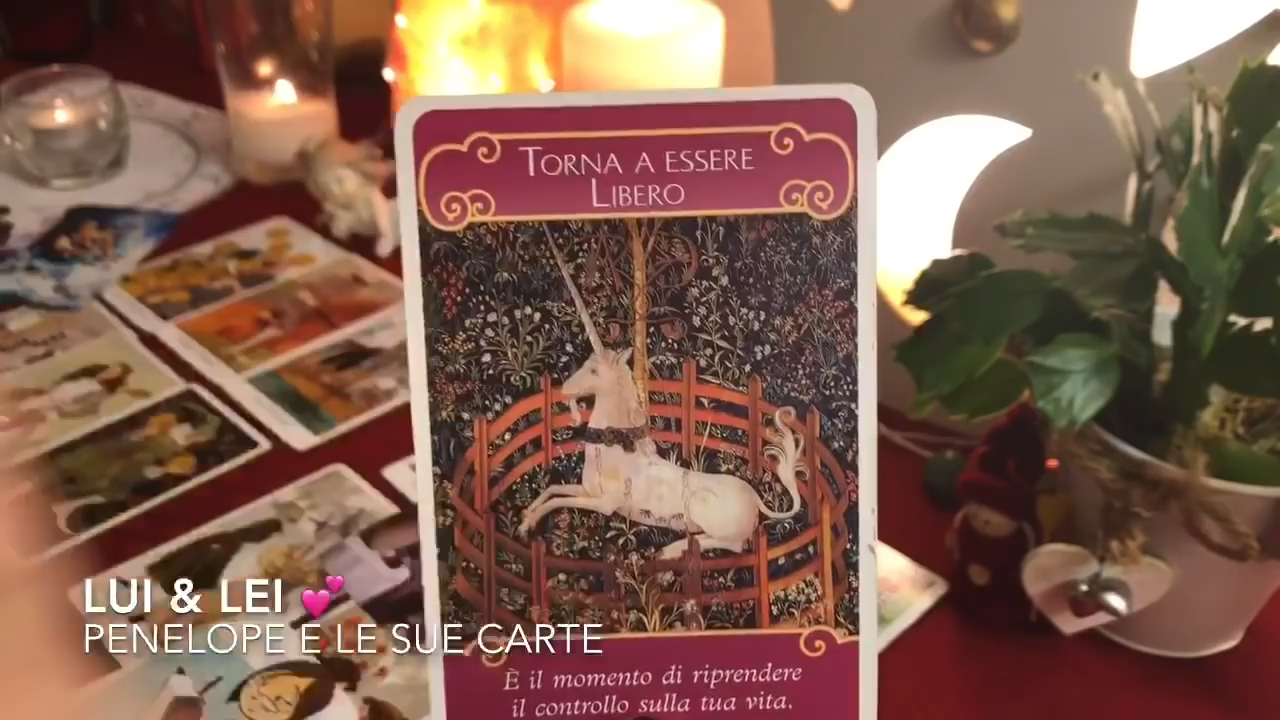 TORNA A ESSERE
LIBERO
LUI & LEI 💕
PENELOPE E LE SUE CARTE
È il momento di riprendere
il controllo sulla tua vita.